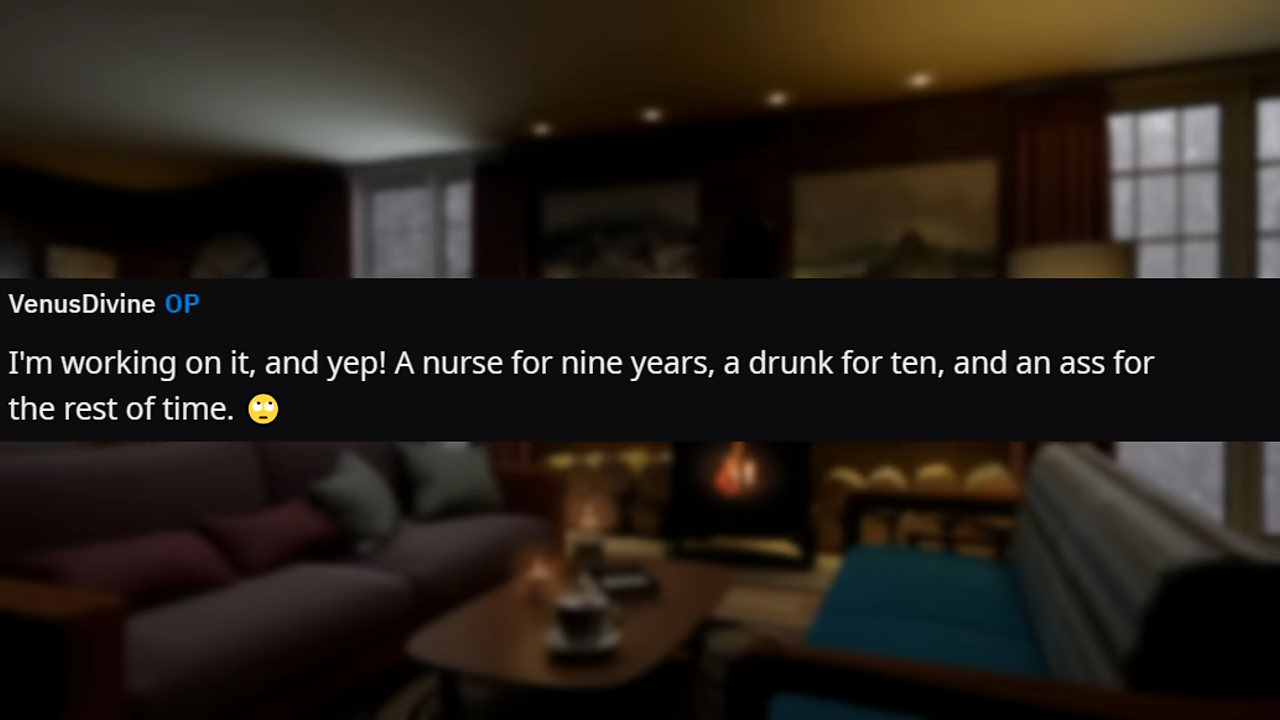 VenusDivine OP
I'm working on it, and yep! A nurse for nine years, a drunk for ten, and an ass for
the rest of time. 🙄